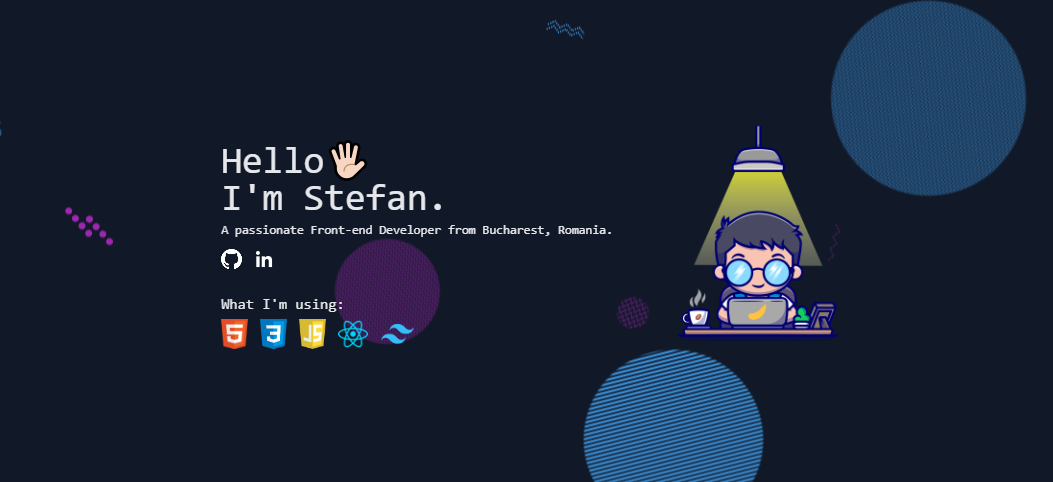 Hello
I'm Stefan.
A passionate Front-end Developer from Bucharest, Romania.
in
What I'm using:
5 3 JS